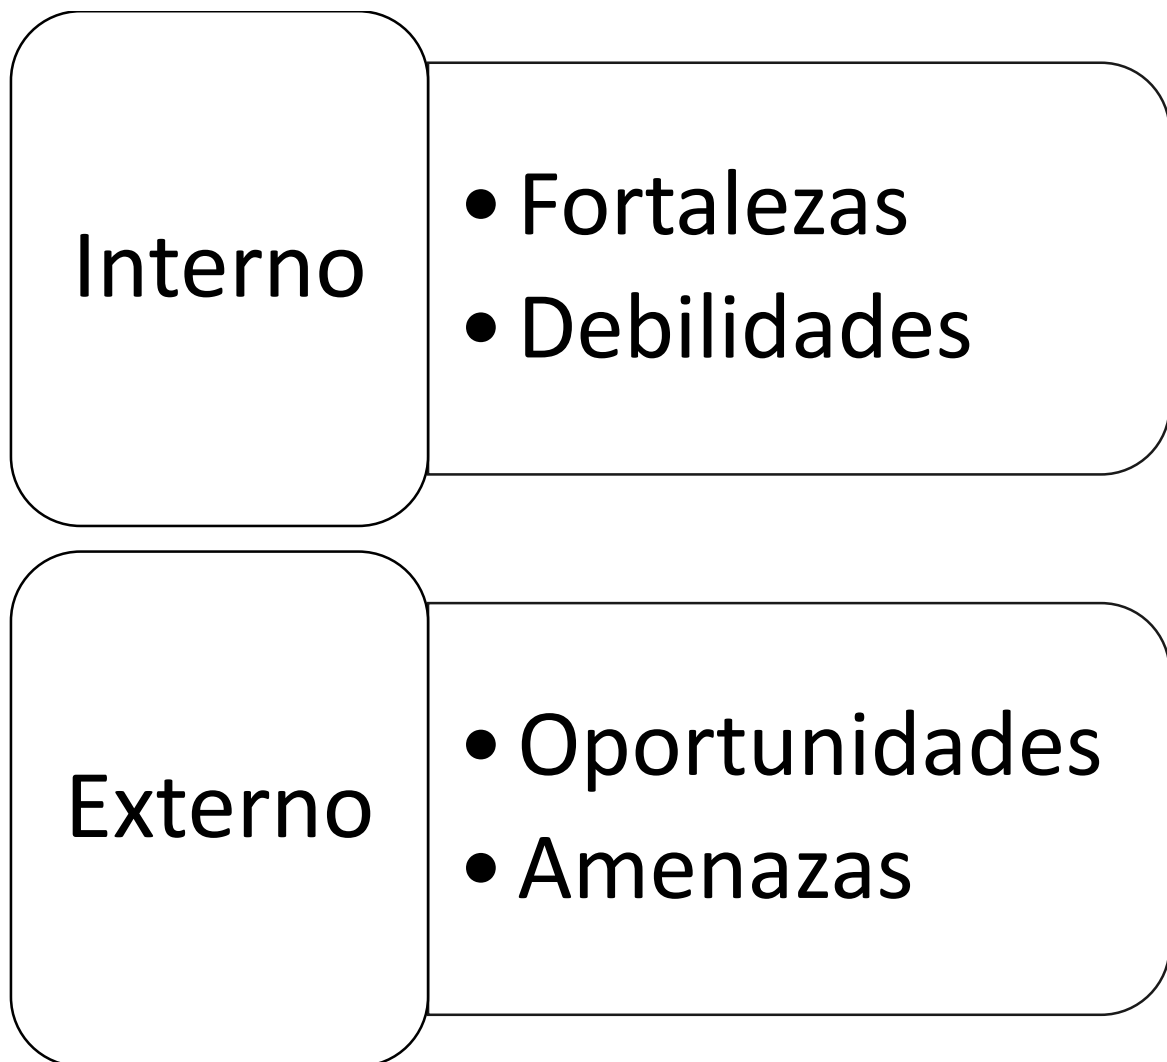 Interno
• Fortalezas
• Debilidades
Externo
• Oportunidades
• Amenazas